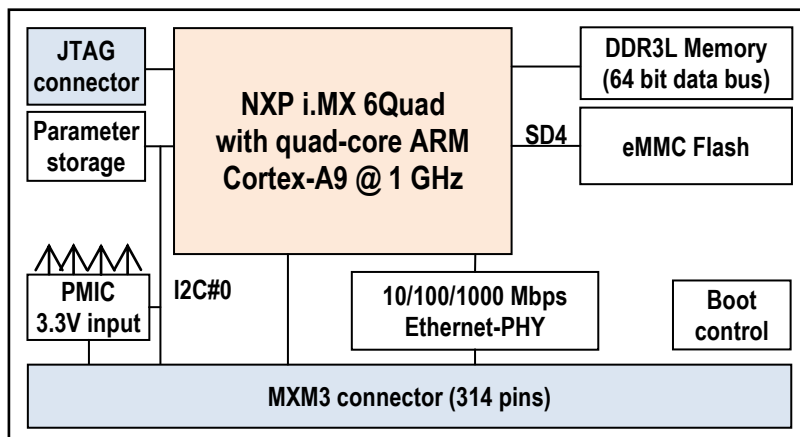 JTAG
connector
NXP i.MX 6Quad
with quad-core ARM
Cortex-A9 @ 1 GHz
DDR3L Memory
(64 bit data bus)
Parameter
storage
SD4
eMMC Flash
PMIC
3.3V input
I2C#0
10/100/1000 Mbps
Ethernet-PHY
Boot
control
MXM3 connector (314 pins)